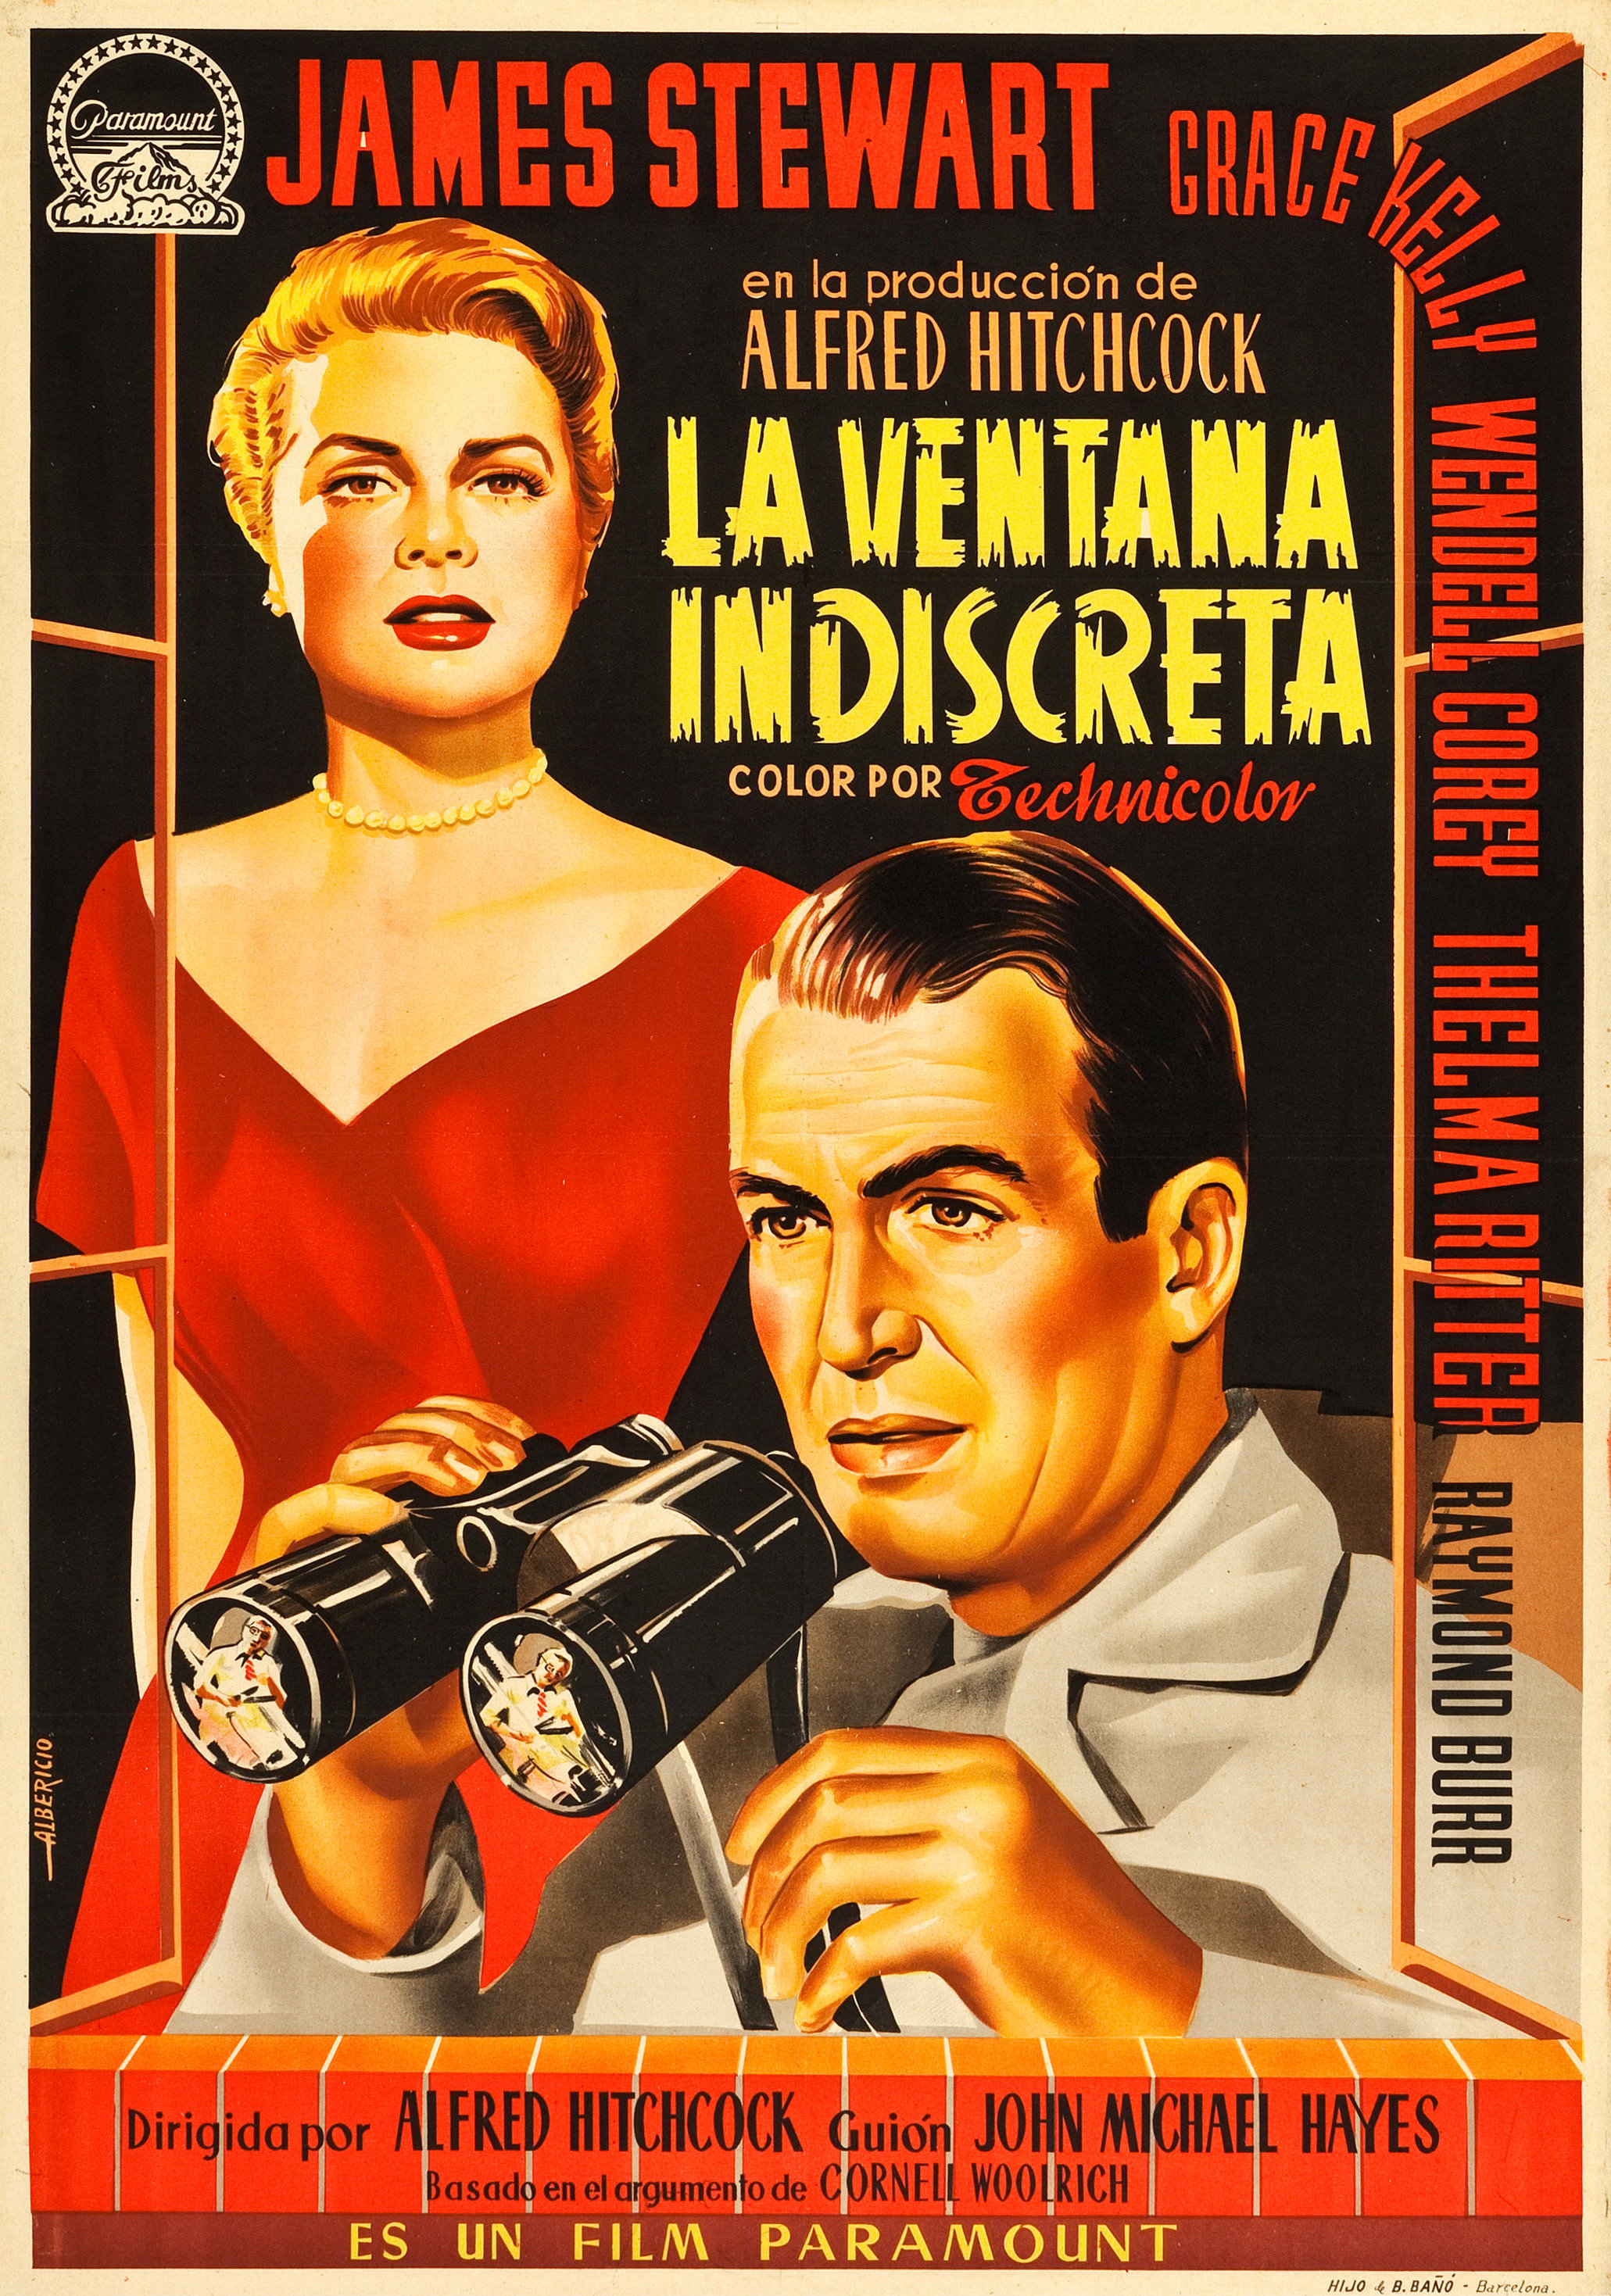 Paramount
Films
JAMES STEWART
GRACE KELLY WENDELL COREY THELMA RITTER RAYMOND BURR
en la producción de
ALFRED HITCHCOCK
LA VENTANA
INDISCRETA
COLOR POR Technicolor
ALBERICIO
Dirigida por ALFRED HITCHCOCK Guión JOHN MICHAEL HAYES
Basado en el argumento de CORNELL WOOLRICH
ES UN FILM PARAMOUNT
HIJO de B. BAÑÓ - Barcelona.